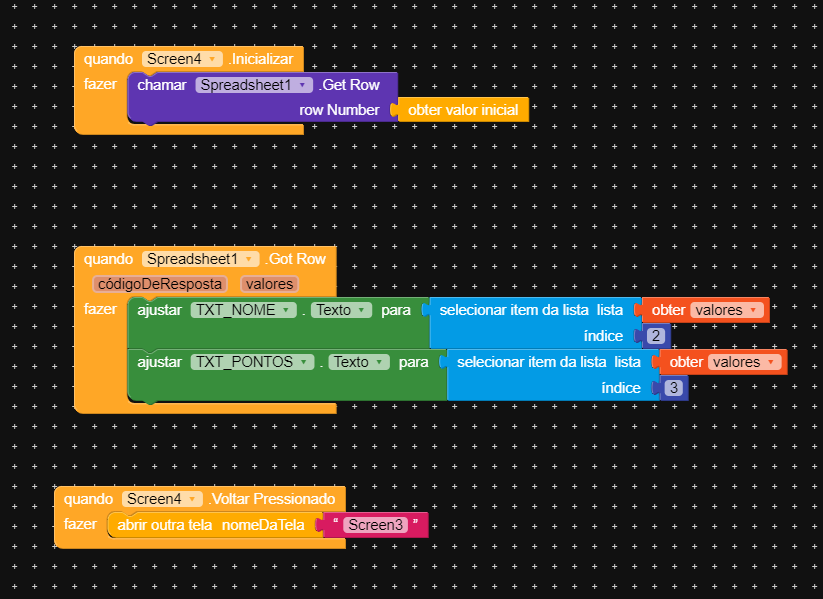 quando Screen4 .Inicializar
fazer chamar Spreadsheet1 .Get Row
row Number obter valor inicial
quando Spreadsheet1 .Got Row
códigoDeResposta valores
fazer ajustar TXT_NOME . Texto para selecionar item da lista lista obter valores
índice 2
ajustar TXT_PONTOS . Texto para selecionar item da lista lista obter valores
índice 3
quando Screen4 .Voltar Pressionado
fazer abrir outra tela nomeDaTela “ Screen3 ”